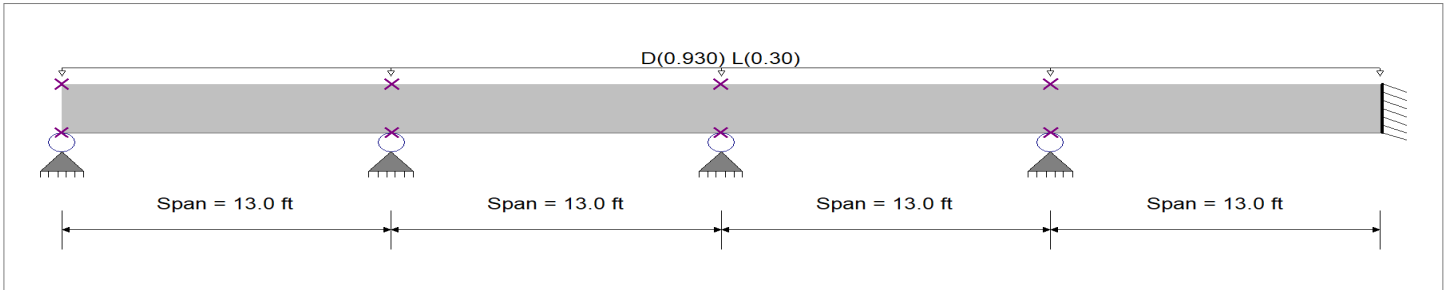 D(0.930) L(0.30)
Span = 13.0 ft Span = 13.0 ft Span = 13.0 ft Span = 13.0 ft